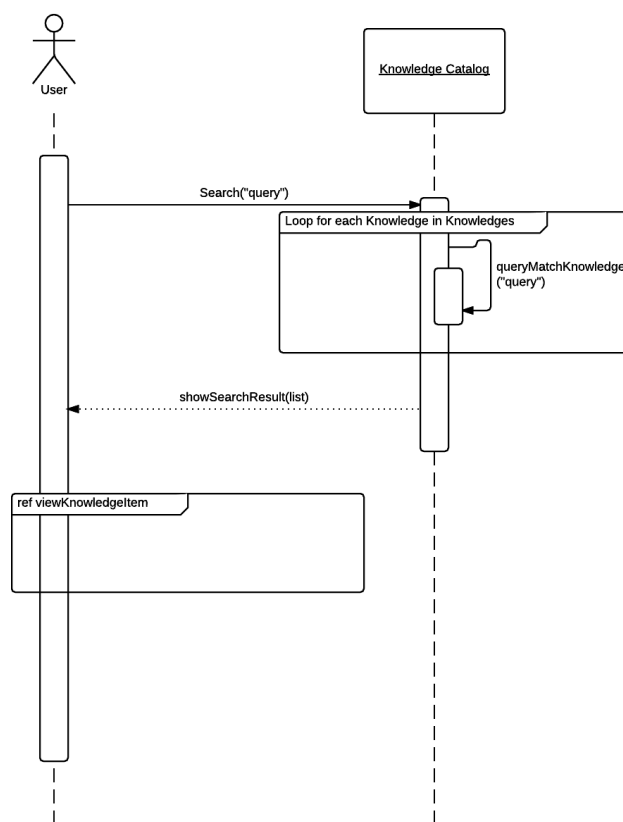 User
Knowledge Catalog
Search("query")
Loop for each Knowledge in Knowledges
queryMatchKnowledge
("query")
showSearchResult(list)
ref viewKnowledgeItem